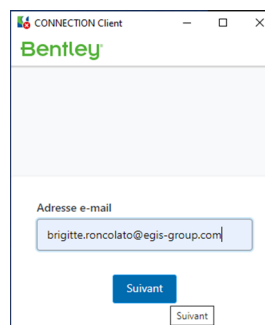 CONNECTION Client
Bentley
Adresse e-mail
brigitte.roncolato@egis-group.com
Suivant
Suivant